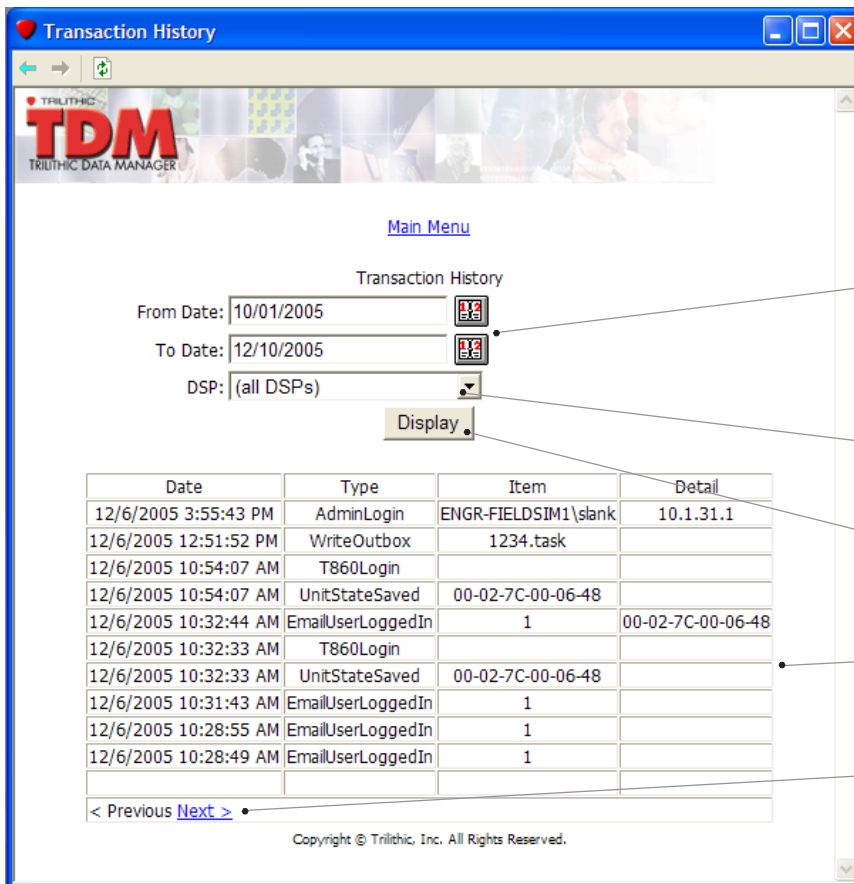 Transaction History
TRILITHIC
TDM
TRILITHIC DATA MANAGER
Main Menu
Transaction History
From Date: 10/01/2005
To Date: 12/10/2005
DSP: (all DSPs)
Display
Date Type Item Detail
12/6/2005 3:55:43 PM AdminLogin ENGR-FIELDSIM1\slank 10.1.31.1
12/6/2005 12:51:52 PM WriteOutbox 1234.task
12/6/2005 10:54:07 AM T860Login
12/6/2005 10:54:07 AM UnitStateSaved 00-02-7C-00-06-48
12/6/2005 10:32:44 AM EmailUserLoggedIn 1 00-02-7C-00-06-48
12/6/2005 10:32:33 AM T860Login
12/6/2005 10:32:33 AM UnitStateSaved 00-02-7C-00-06-48
12/6/2005 10:31:43 AM EmailUserLoggedIn 1
12/6/2005 10:28:55 AM EmailUserLoggedIn 1
12/6/2005 10:28:49 AM EmailUserLoggedIn 1
< Previous Next >
Copyright © Trilithic, Inc. All Rights Reserved.